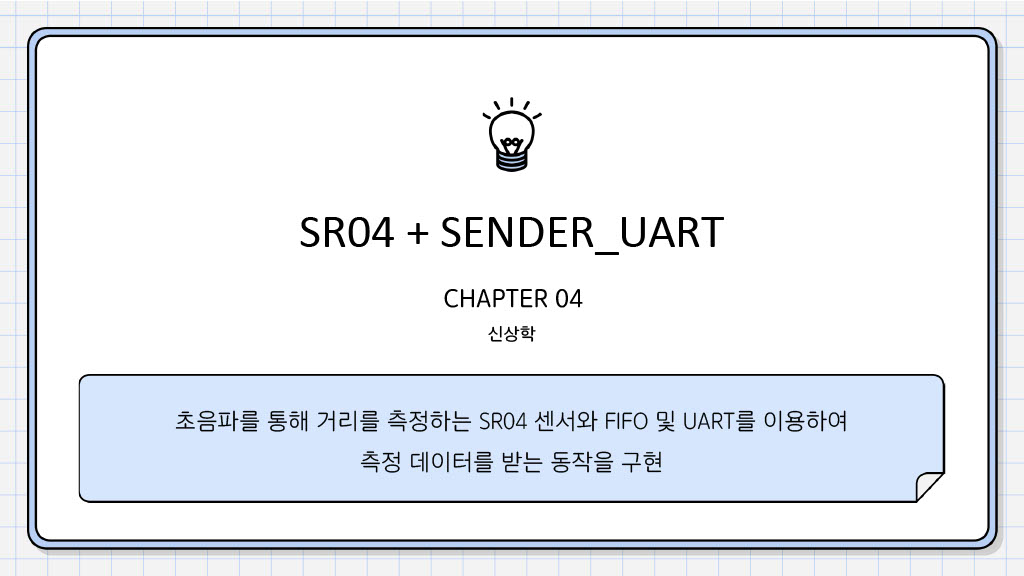 SR04 + SENDER_UART
CHAPTER 04
신상학
초음파를 통해 거리를 측정하는 SR04 센서와 FIFO 및 UART를 이용하여
측정 데이터를 받는 동작을 구현